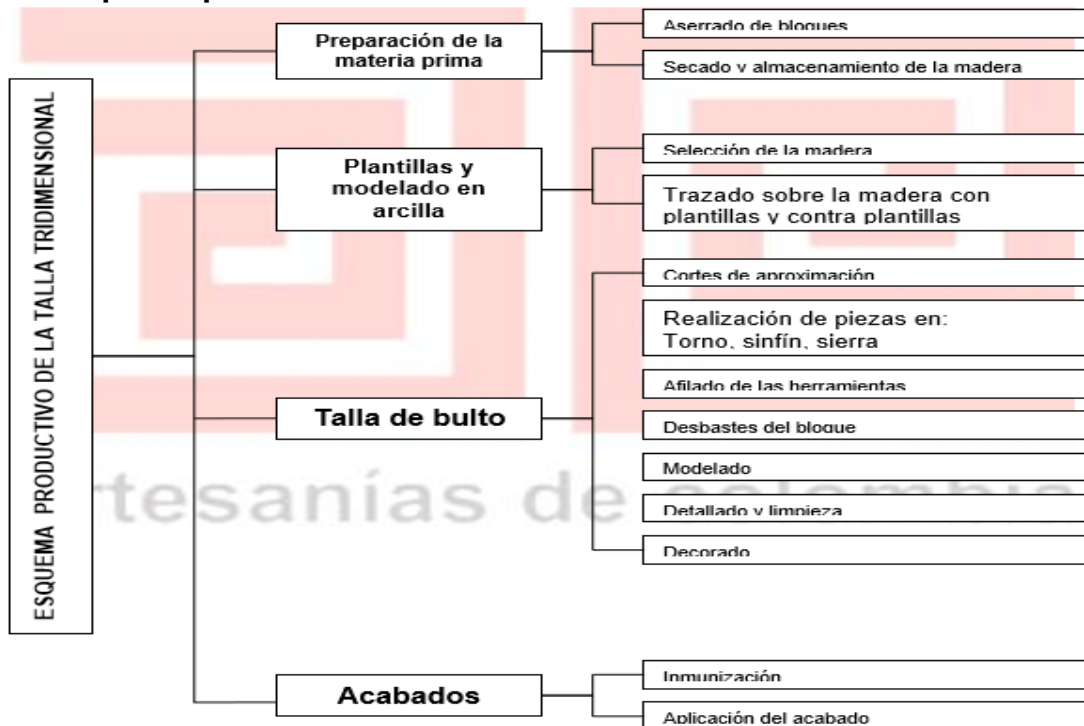 ESQUEMA PRODUCTIVO DE LA TALLA TRIDIMENSIONAL
Preparación de la
materia prima
Aserrado de bloques
Secado y almacenamiento de la madera
Plantillas y
modelado en
arcilla
Selección de la madera
Trazado sobre la madera con
plantillas y contra plantillas
Talla de bulto
Cortes de aproximación
Realización de piezas en:
Torno, sinfín, sierra
Afilado de las herramientas
Desbastes del bloque
Modelado
Detallado y limpieza
Decorado
Acabados
Inmunización
Aplicación del acabado
rtesanías de colombia